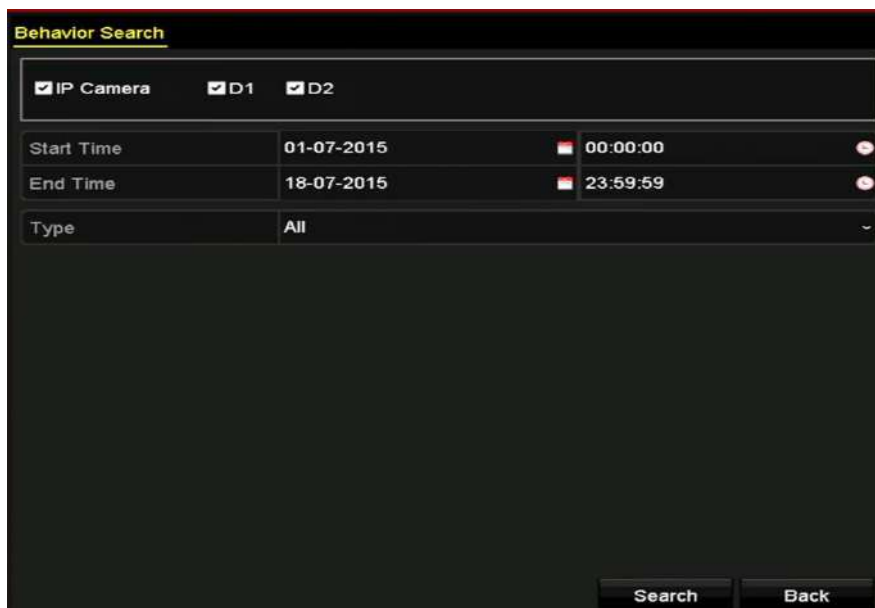 Behavior Search
IP Camera D1 D2
Start Time 01-07-2015 00:00:00
End Time 18-07-2015 23:59:59
Type All
Search Back